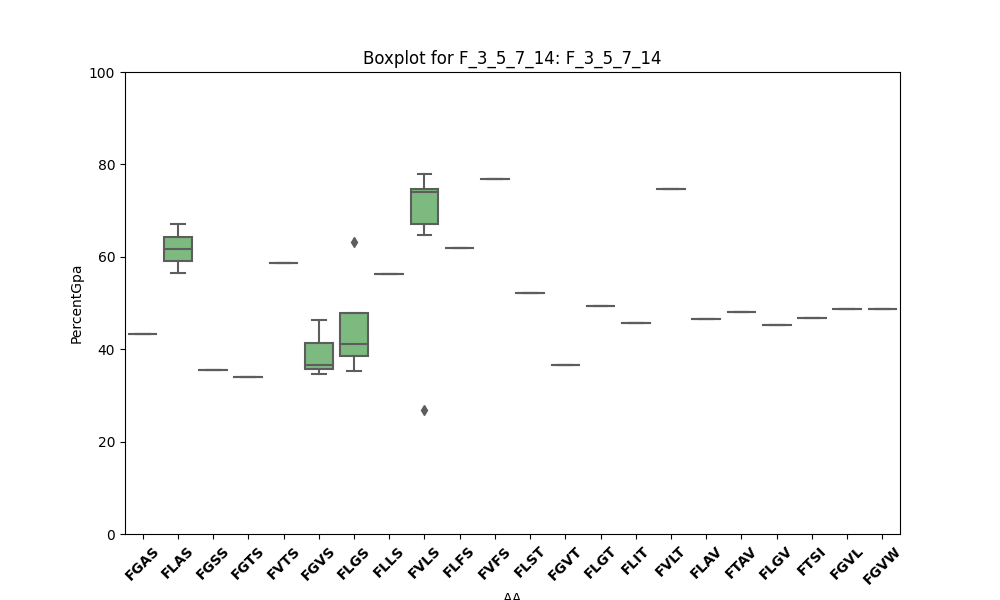 Boxplot for F_3_5_7_14: F_3_5_7_14
100
80
60
40
20
0
PercentGpa
FGAS FLAS FGSS FGTS FVTS FGVS FLGS FLLS FVLS FLFS FVFS FLST FGVT FLGT FLIT FVLT FLAV FTAV FLGV FTSI FGVL FGVW
AA